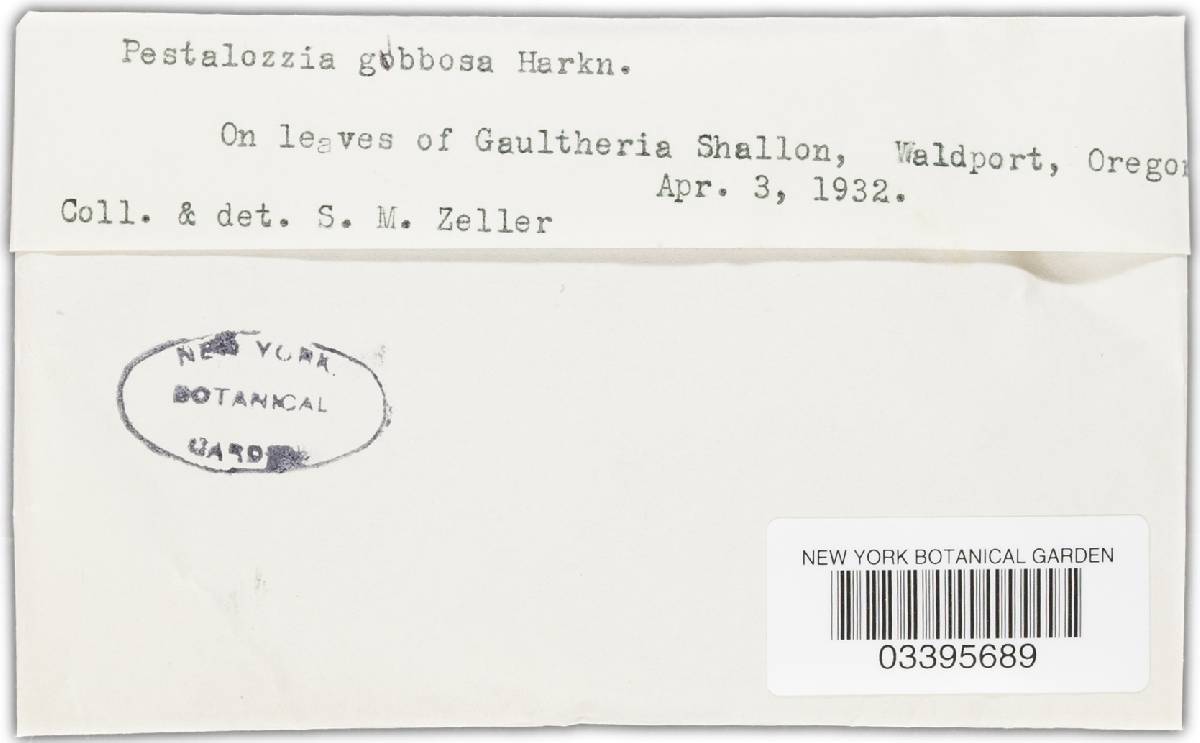 Pestalozzia gibbosa Harkn.
On leaves of Gaultheria Shallon, Waldport, Oregon
Apr. 3, 1932.
Coll. & det. S. M. Zeller
NEW YORK
BOTANICAL
GARDEN
NEW YORK BOTANICAL GARDEN
03395689